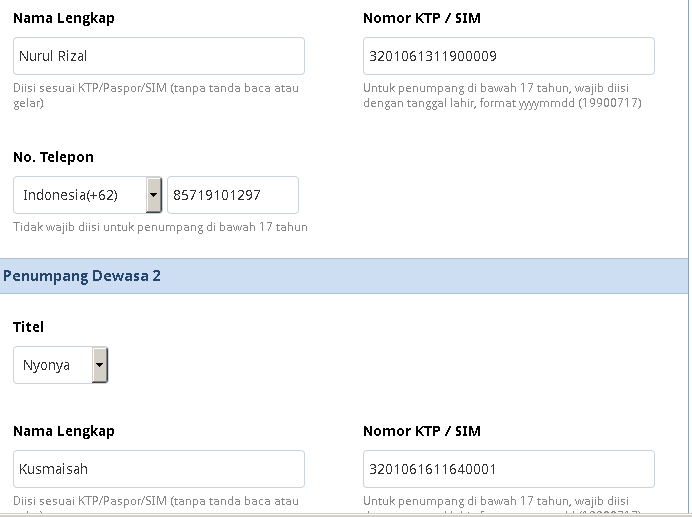 Nama Lengkap
Nomor KTP / SIM
Nurul Rizal
3201061311900009
Diisi sesuai KTP/Paspor/SIM (tanpa tanda baca atau
gelar)
Untuk penumpang di bawah 17 tahun, wajib diisi
dengan tanggal lahir, format yyyymmdd (19900717)
No. Telepon
Indonesia(+62)
85719101297
Tidak wajib diisi untuk penumpang di bawah 17 tahun
Penumpang Dewasa 2
Titel
Nyonya
Nama Lengkap
Nomor KTP / SIM
Kusmaisah
3201061611640001
Diisi sesuai KTP/Paspor/SIM (tanpa tanda baca atau
Untuk penumpang di bawah 17 tahun, wajib diisi